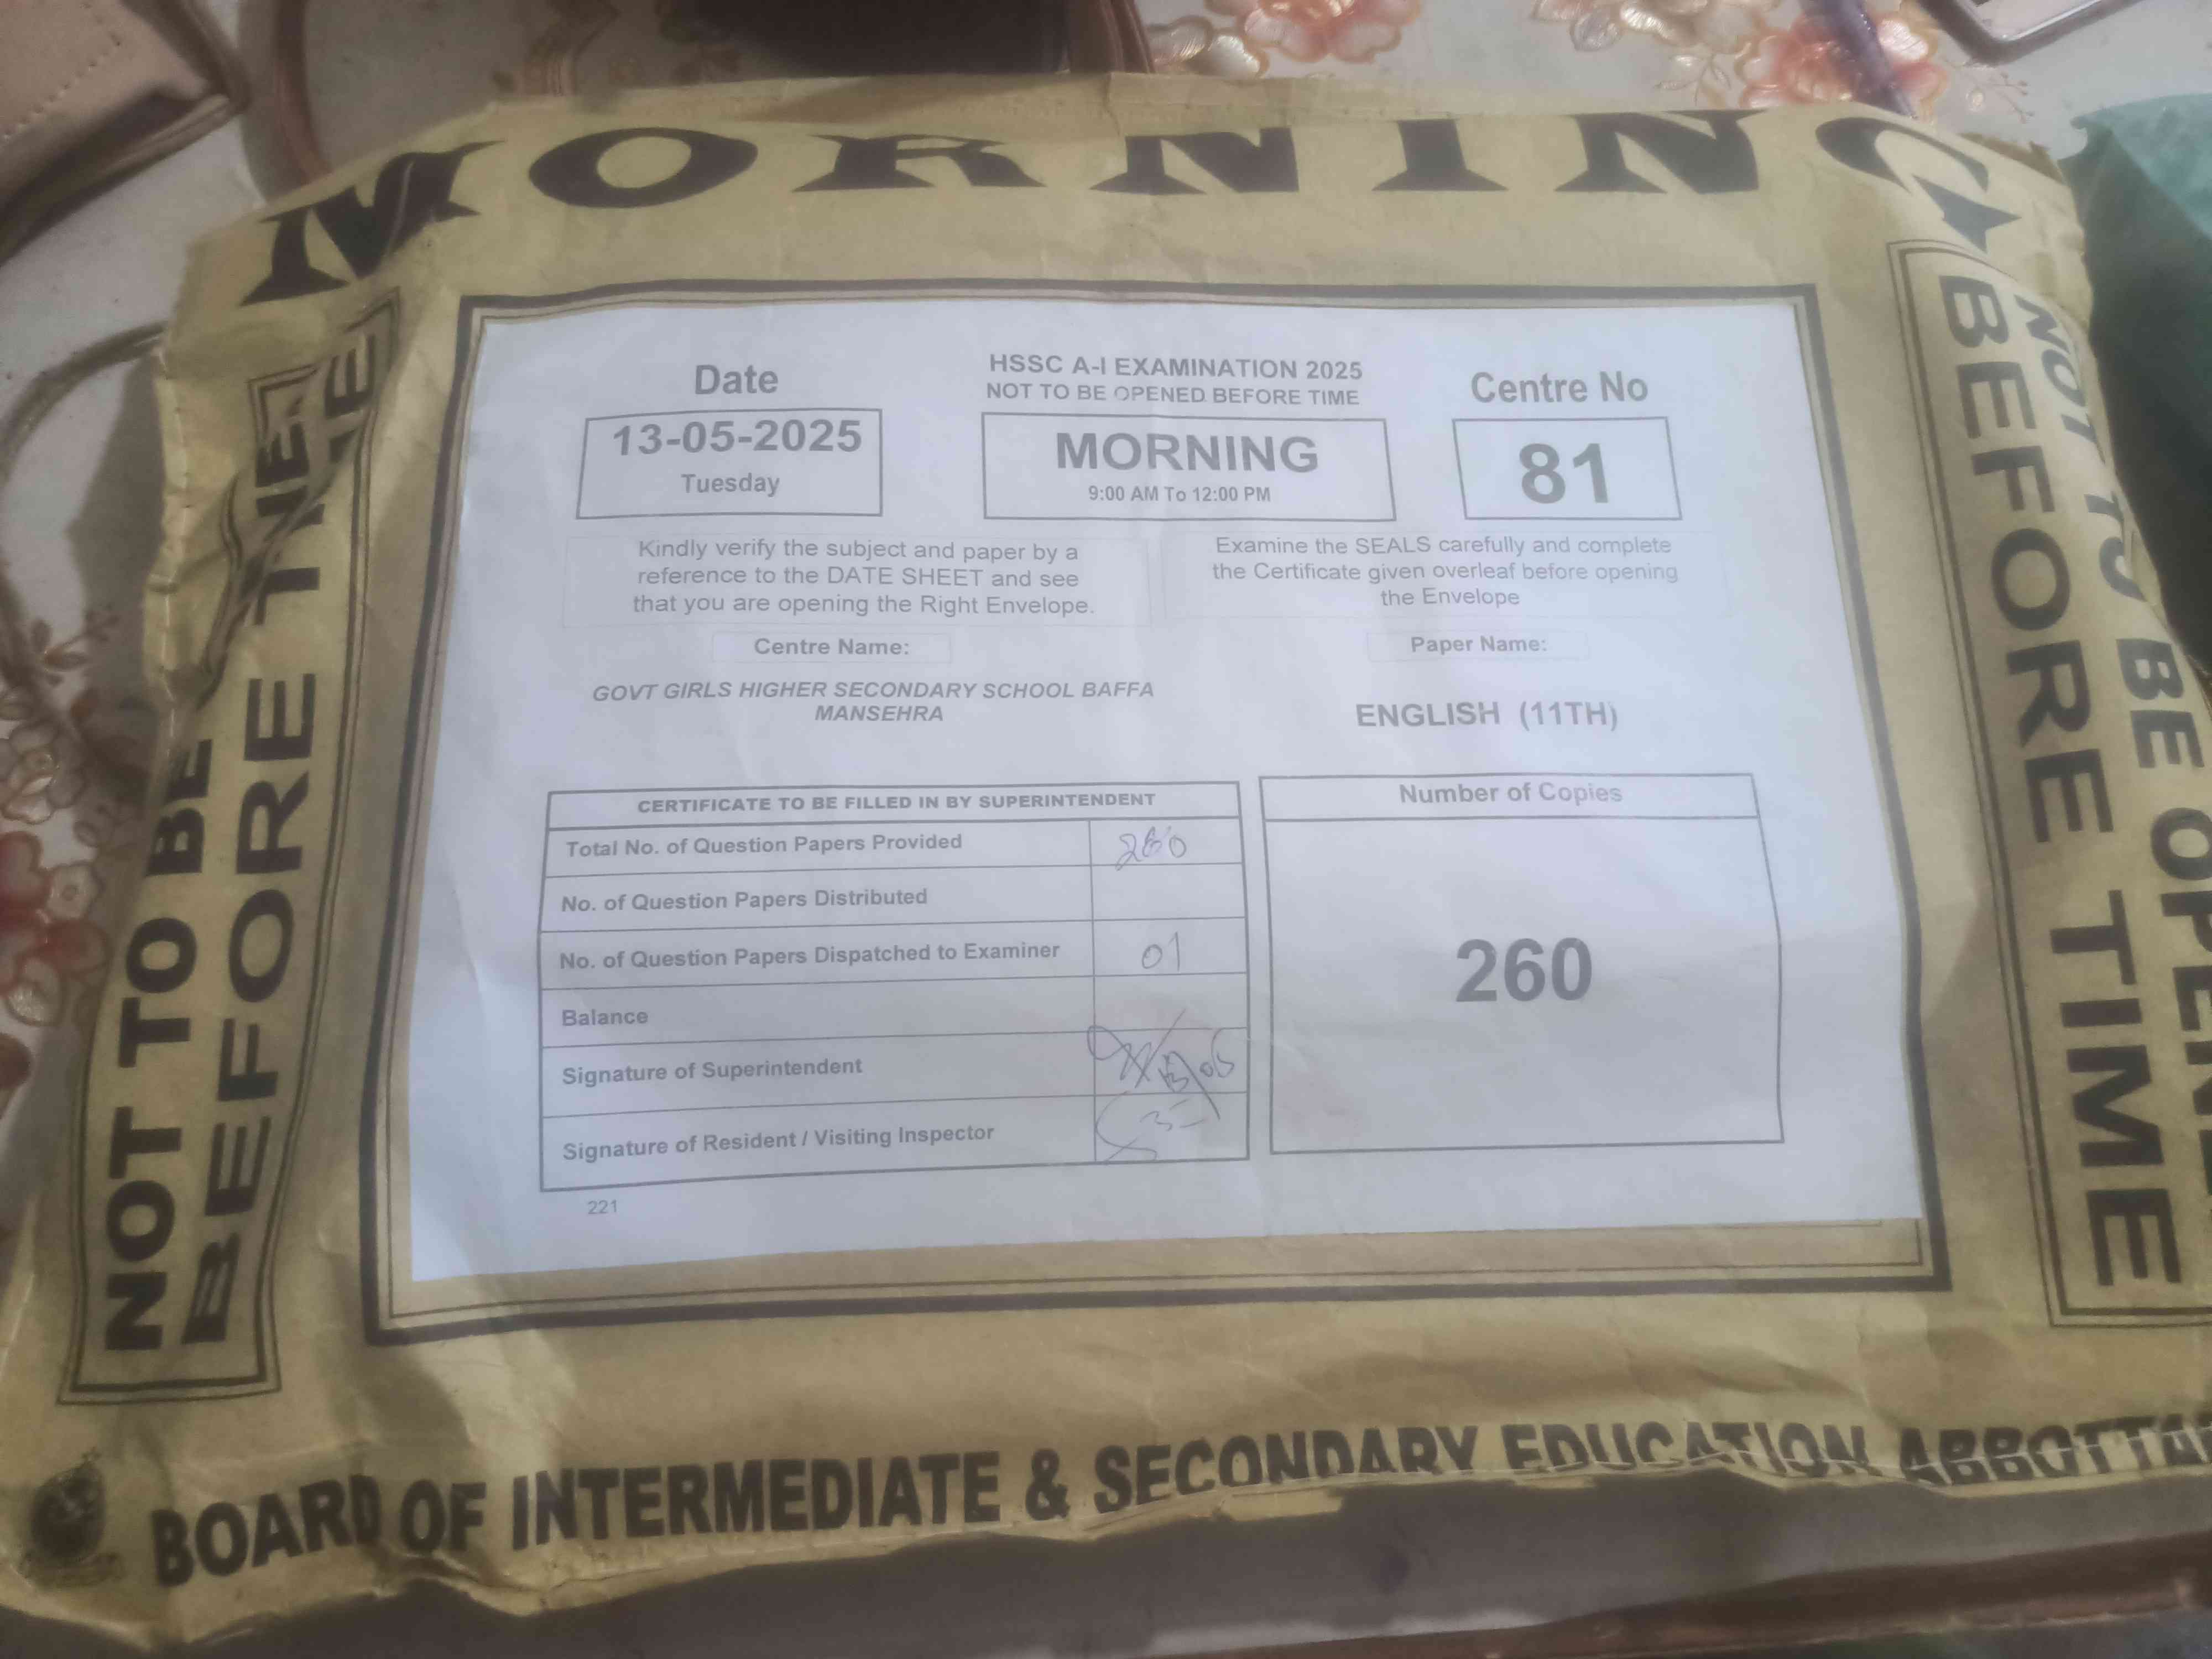 MORNING
NOT TO BE
BEFORE THE
TIME
Date
13-05-2025
Tuesday
HSSC A-I EXAMINATION 2025
NOT TO BE OPENED BEFORE TIME
MORNING
9:00 AM To 12:00 PM
Centre No
81
Kindly verify the subject and paper by a
reference to the DATE SHEET and see
that you are opening the Right Envelope.
Examine the SEALS carefully and complete
the Certificate given overleaf before opening
the Envelope
Centre Name:
GOVT GIRLS HIGHER SECONDARY SCHOOL BAFFA
MANSEHRA
Paper Name:
ENGLISH (11TH)
CERTIFICATE TO BE FILLED IN BY SUPERINTENDENT
Total No. of Question Papers Provided 260
No. of Question Papers Distributed
No. of Question Papers Dispatched to Examiner 01
Balance
Signature of Superintendent
Signature of Resident / Visiting Inspector
221
Number of Copies
260
NOT TO BE OPENE
BEFORE TIME
BOARD OF INTERMEDIATE & SECONDARY EDUCATION ABBOTTA